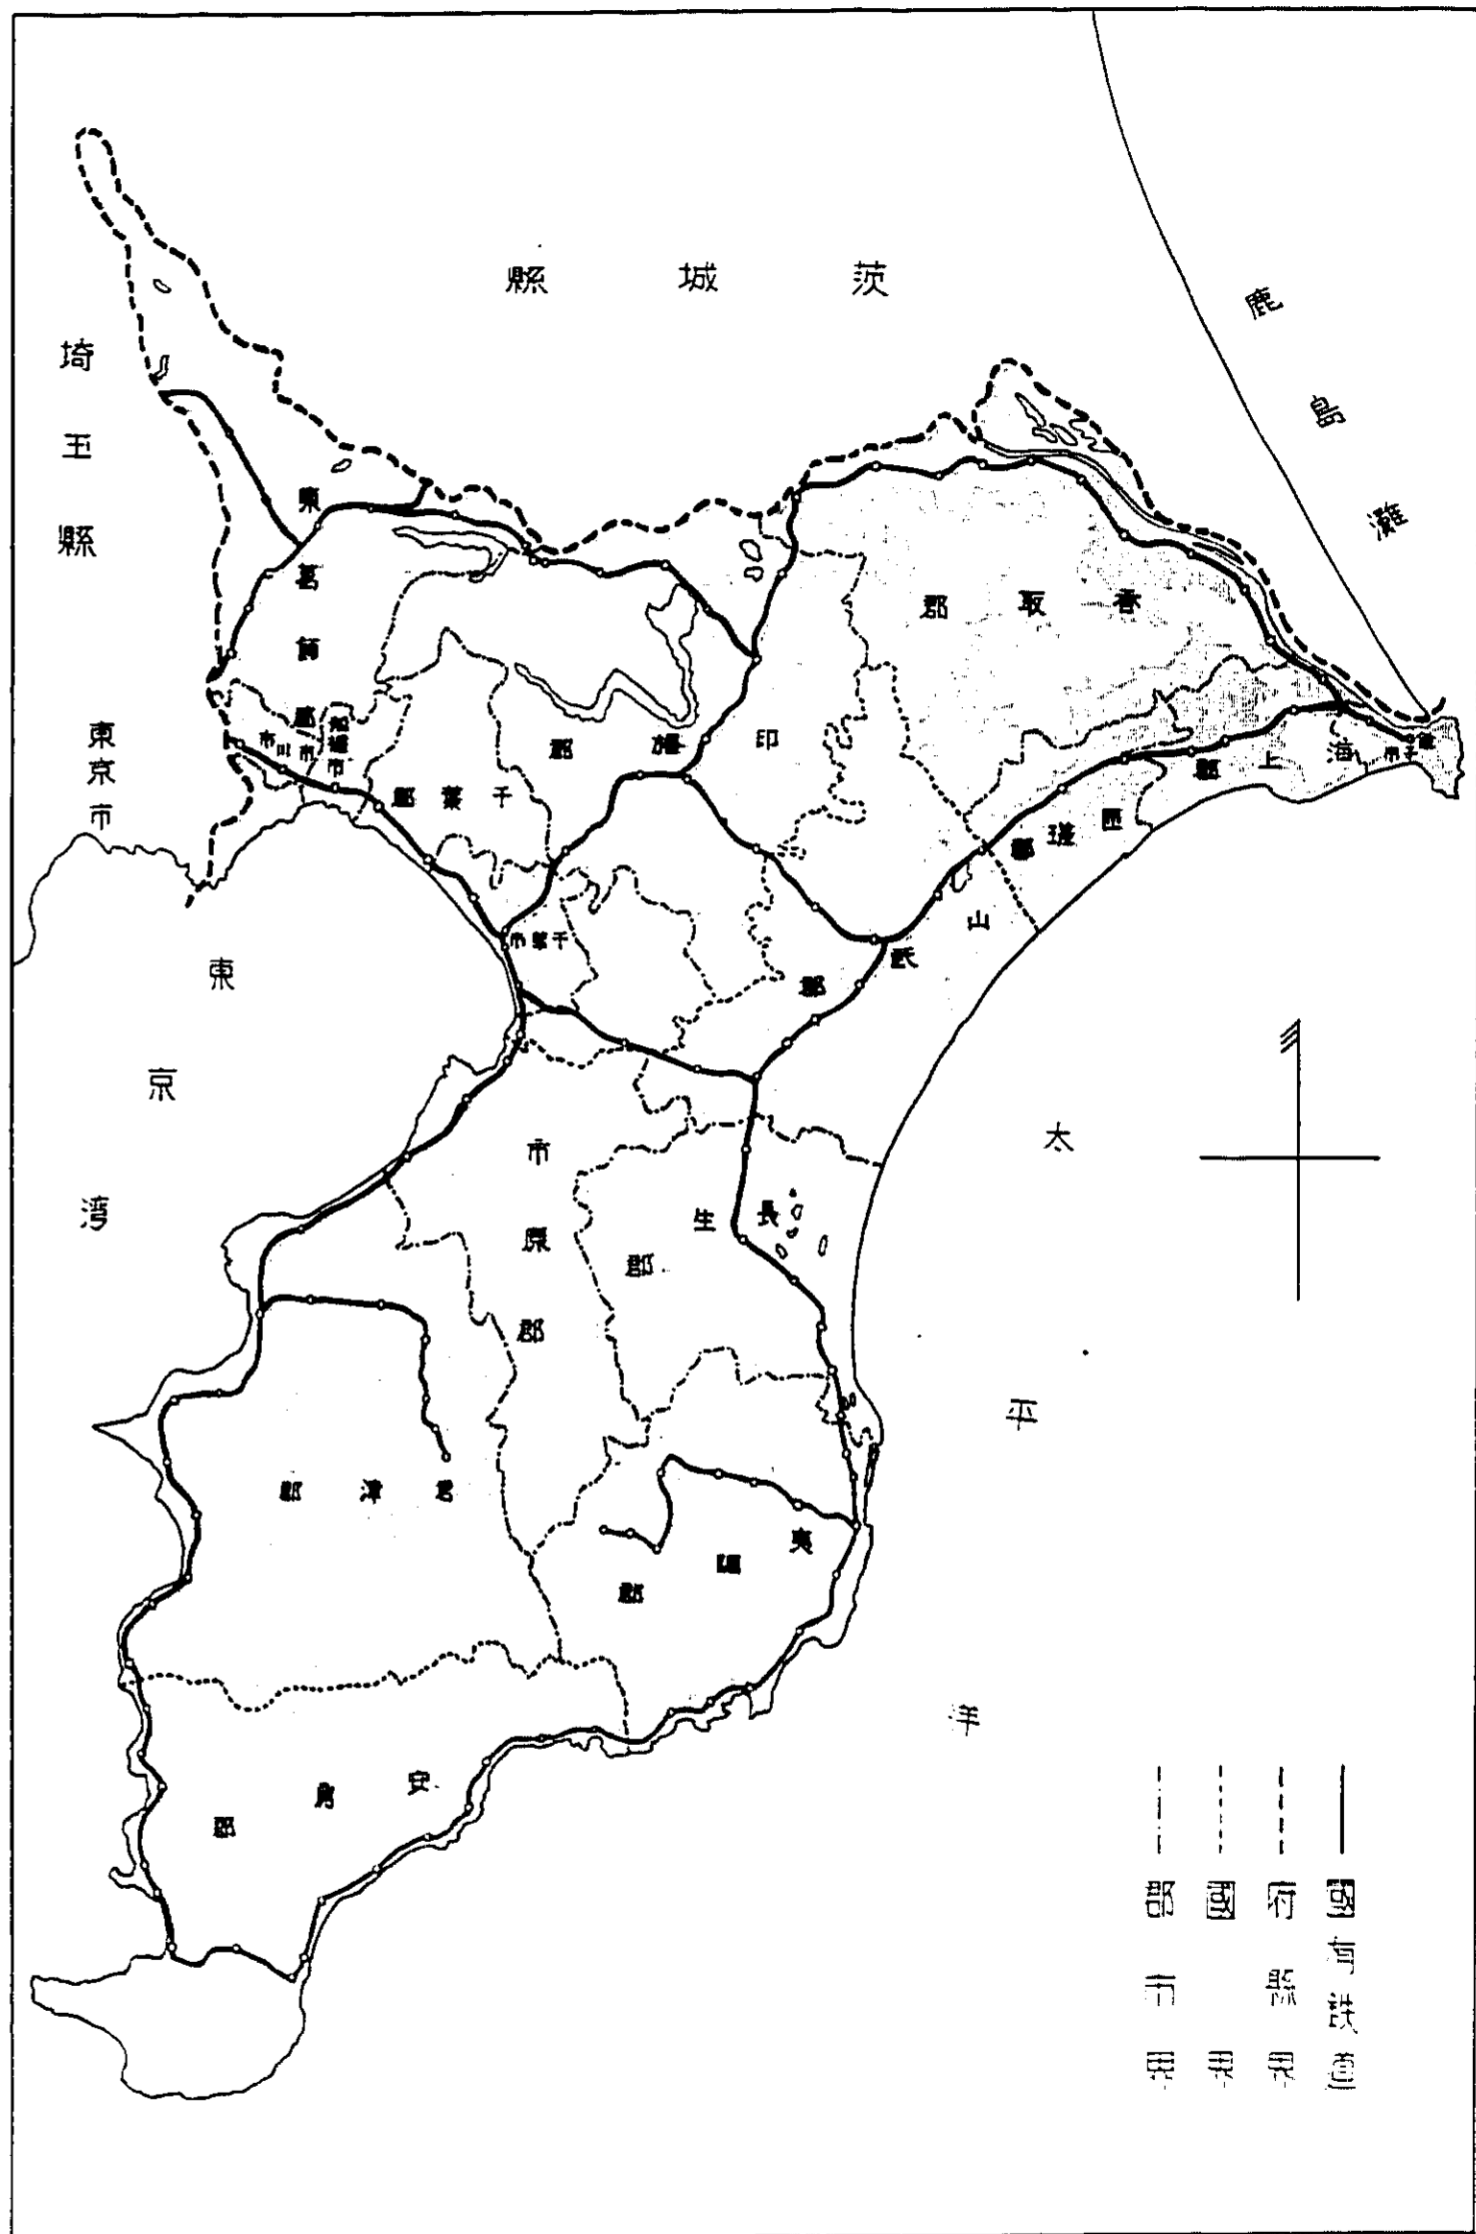 茨城縣
鹿島灘
埼玉縣
東京市
東京湾
太平洋
東葛飾郡
市川市
船橋市
千葉郡
印旛郡
香取郡
海上郡
銚子市
匝瑳郡
山武郡
千葉市
市原郡
長生郡
君津郡
夷隅郡
安房郡
國有鉄道
府縣界
國界
郡市界